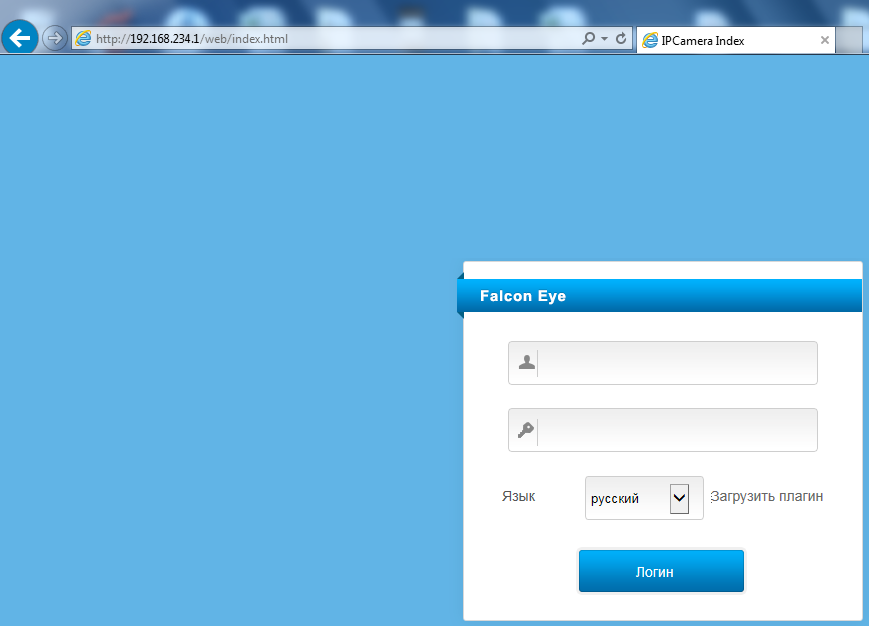 http://192.168.234.1/web/index.html
IPCamera Index
Falcon Eye
Язык
русский
Загрузить плагин
Логин